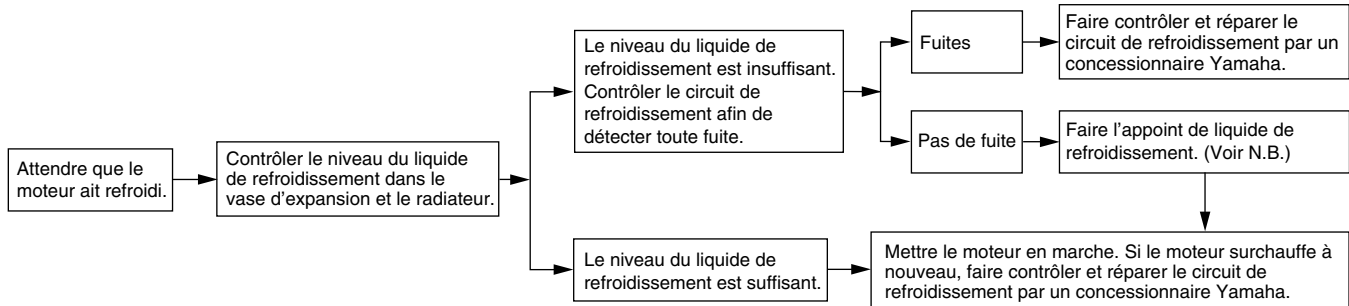 Attendre que le
moteur ait refroidi.
Contrôler le niveau du liquide
de refroidissement dans le
vase d'expansion et le radiateur.
Le niveau du liquide de
refroidissement est insuffisant.
Contrôler le circuit de
refroidissement afin de
détecter toute fuite.
Fuites
Faire contrôler et réparer le
circuit de refroidissement par un
concessionnaire Yamaha.
Pas de fuite
Faire l'appoint de liquide de
refroidissement. (Voir N.B.)
Le niveau du liquide de
refroidissement est suffisant.
Mettre le moteur en marche. Si le moteur surchauffe à
nouveau, faire contrôler et réparer le circuit de
refroidissement par un concessionnaire Yamaha.